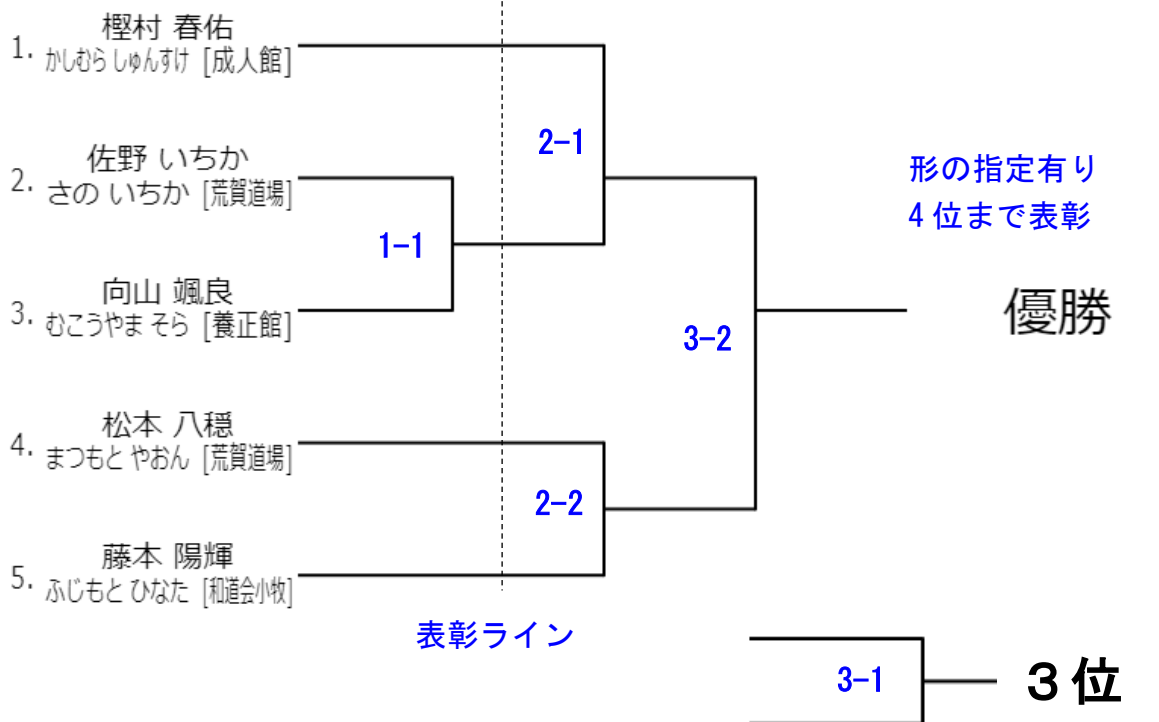 樫村 春佑
1. かしむら しゅんすけ [成人館]
2-1
佐野 いちか
2. さの いちか [荒賀道場]
形の指定有り
4位まで表彰
1-1
向山 颯良
3. むこうやま そら [養正館]
優勝
3-2
松本 八穏
4. まつもと やおん [荒賀道場]
2-2
藤本 陽輝
5. ふじもと ひなた [和道会小牧]
表彰ライン
3-1
３位